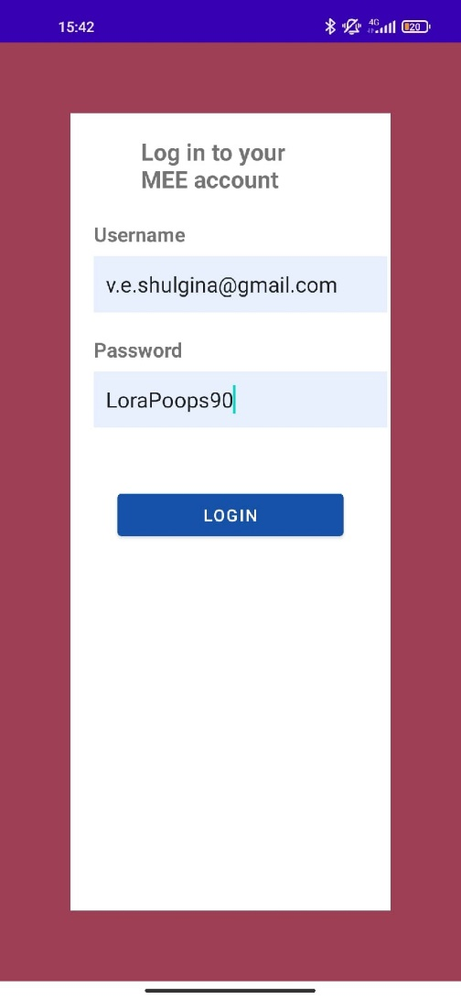 15:42
4G
20
Log in to your
MEE account
Username
v.e.shulgina@gmail.com
Password
LoraPoops90
LOGIN